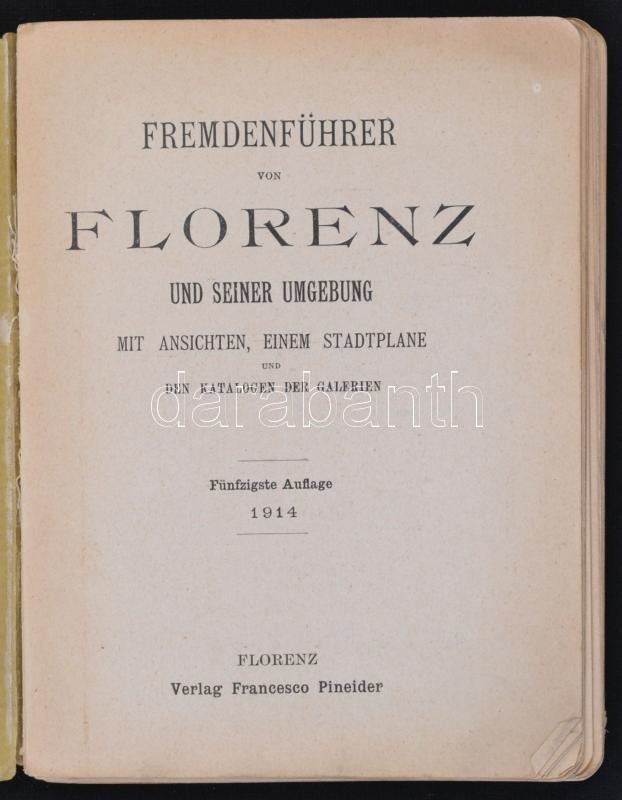 FREMDENFÜHRER
VON
FLORENZ
UND SEINER UMGEBUNG
MIT ANSICHTEN, EINEM STADTPLANE
UND
DEN KATALOGEN DER GALERIEN
darabanth
Fünfzigste Auflage
1914
FLORENZ
Verlag Francesco Pineider